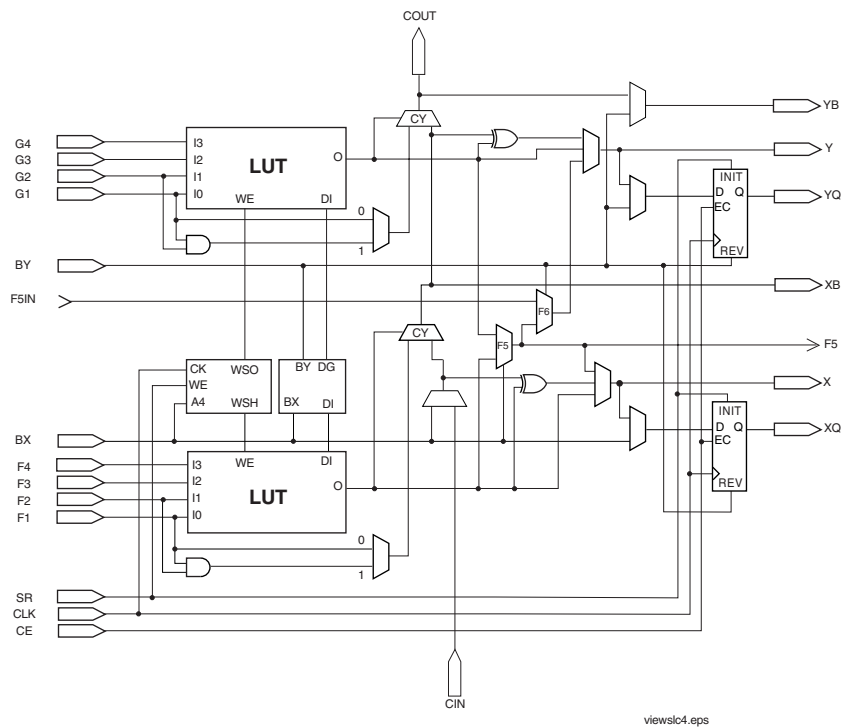 COUT
CY
YB
G4
G3
G2
G1
I3
I2
I1
I0
LUT
O
WE
DI
Y
INIT
D Q
EC
REV
YQ
0
1
BY
XB
F5IN
F6
CY
F5
F5
CK
WE
A4
WSO
WSH
BY DG
BX DI
X
INIT
D Q
EC
REV
XQ
BX
F4
F3
F2
F1
WE
DI
I3
I2
I1
I0
LUT
O
0
1
SR
CLK
CE
CIN
viewslc4.eps